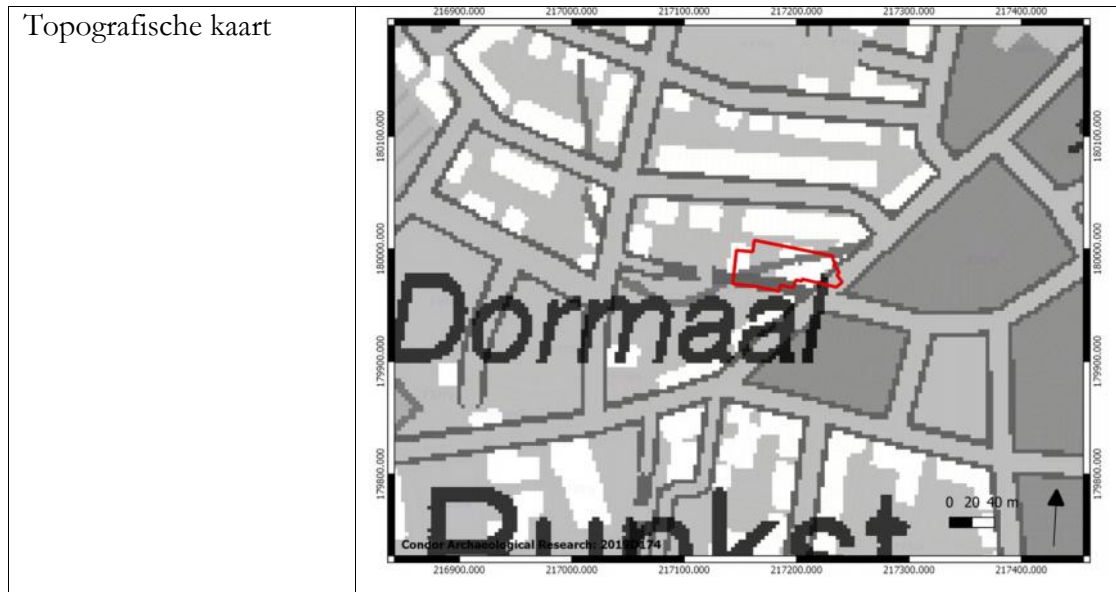 Topografische kaart
216900.000 217000.000 217100.000 217200.000 217300.000 217400.000
180100.000 180100.000
180000.000 180000.000
Dormaal
179900.000 179900.000
179800.000 179800.000
Runkst
0 20 40 m
Condor Archaeological Research: 2019D174
216900.000 217000.000 217100.000 217200.000 217300.000 217400.000